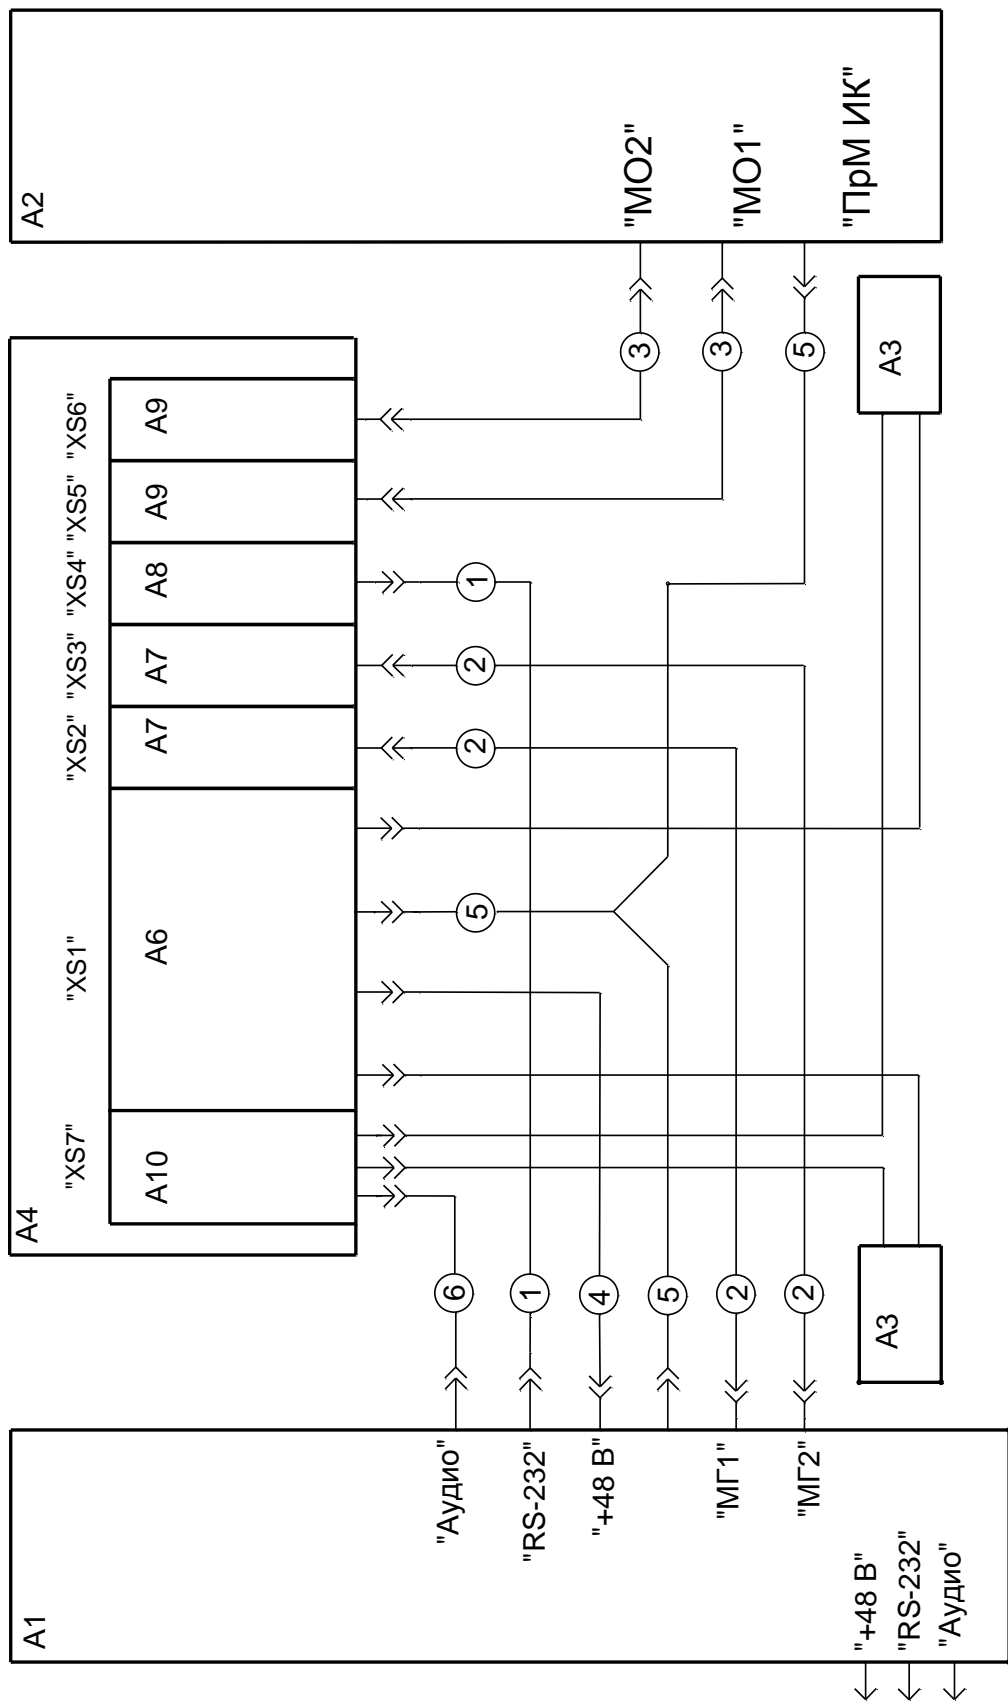 A1
"Аудио"
"RS-232"
"+48 В"
"МГ1"
"МГ2"
"+48 В"
"RS-232"
"Аудио"
6
1
4
5
2
2
A3
A4
"XS7"
"XS1"
"XS2"
"XS3"
"XS4"
"XS5"
"XS6"
A10
A6
A7
A7
A8
A9
A9
5
2
2
1
3
3
5
A3
A2
"МО2"
"МО1"
"ПрМ ИК"